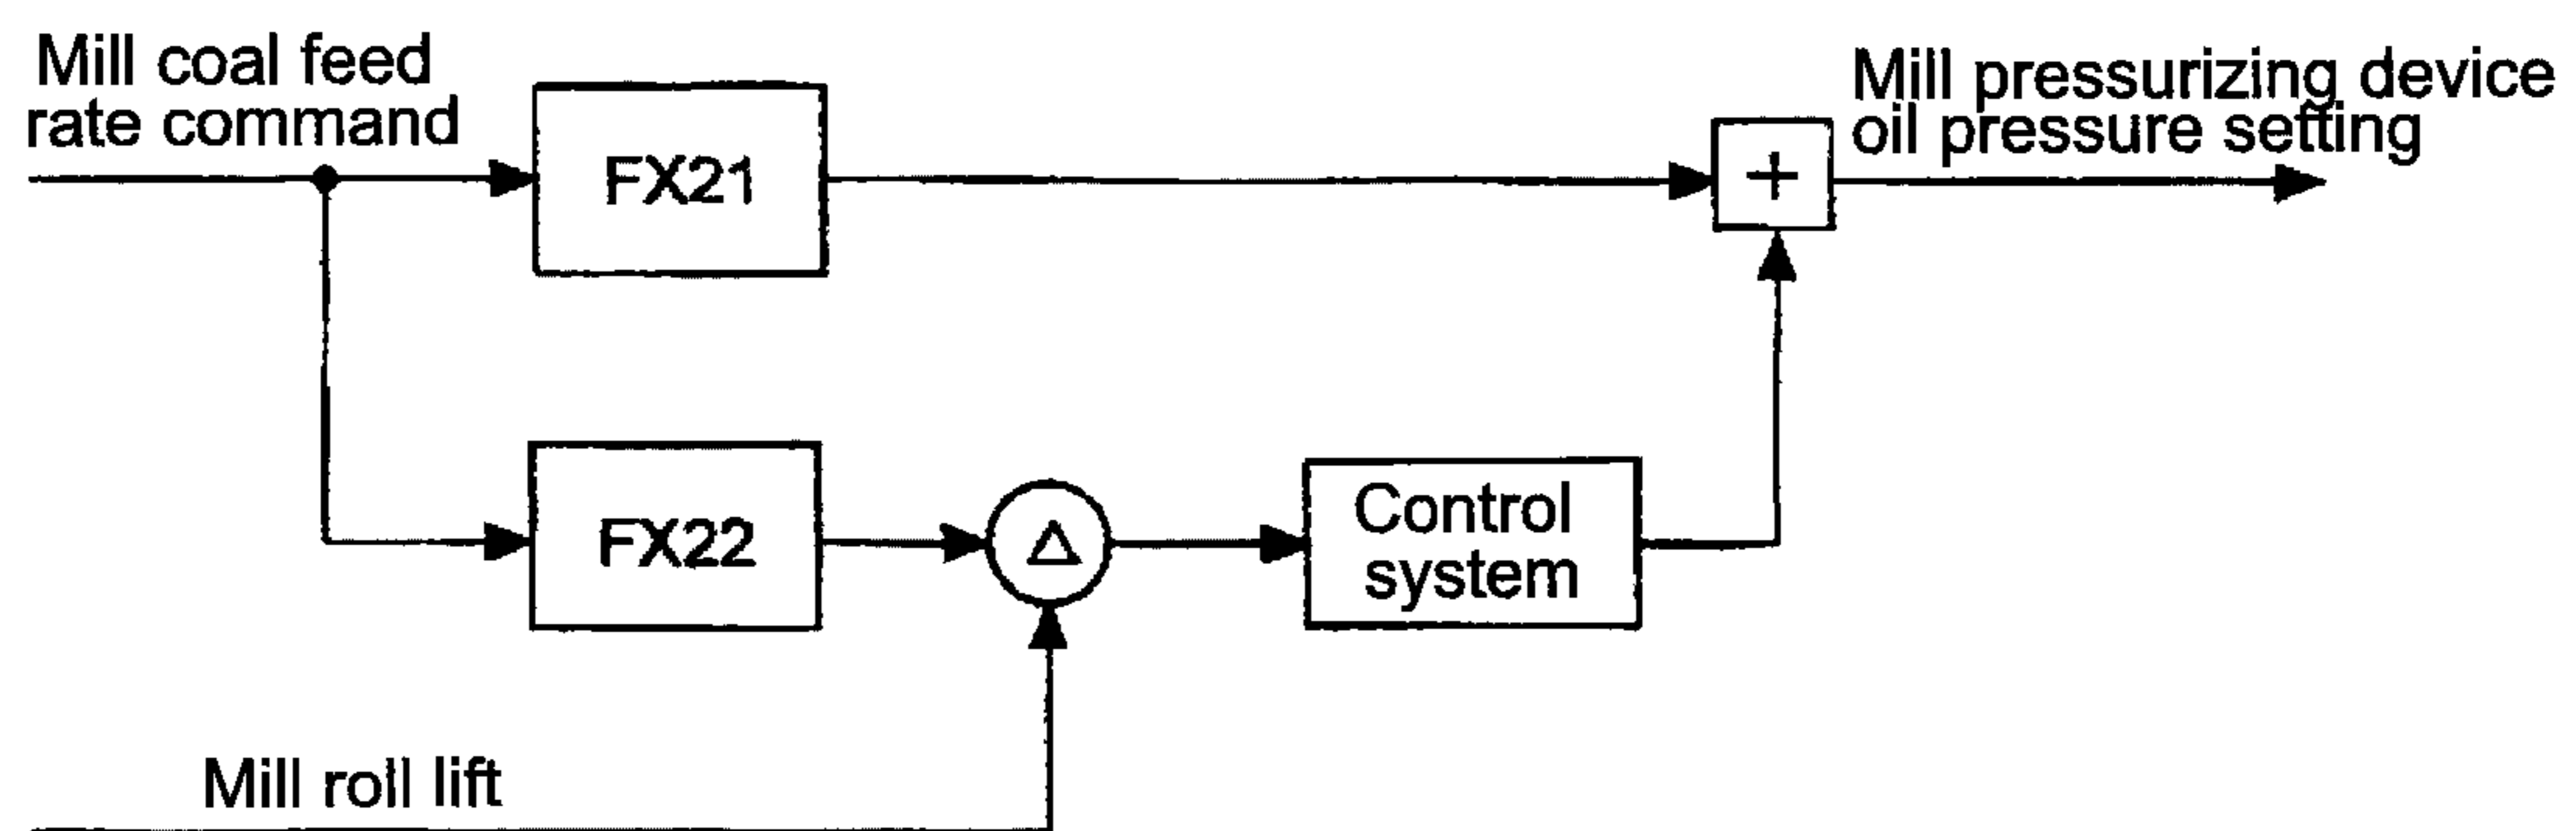 Mill coal feed
rate command
FX21
+
Mill pressurizing device
oil pressure setting
FX22
Δ
Control
system
Mill roll lift